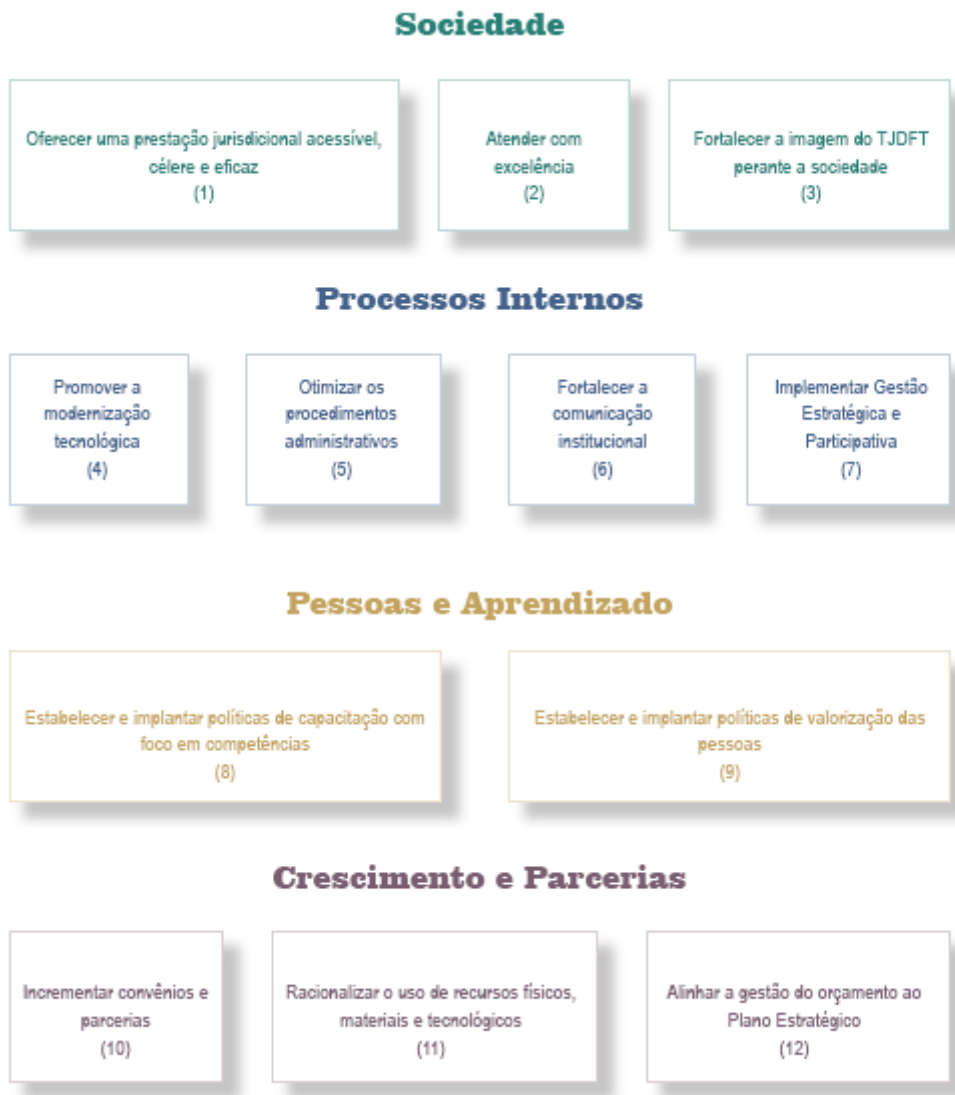 Sociedade
Oferecer uma prestação jurisdicional acessível,
célere e eficaz
(1)
Atender com
excelência
(2)
Fortalecer a imagem do TJDFT
perante a sociedade
(3)
Processos Internos
Promover a
modernização
tecnológica
(4)
Otimizar os
procedimentos
administrativos
(5)
Fortalecer a
comunicação
institucional
(6)
Implementar Gestão
Estratégica e
Participativa
(7)
Pessoas e Aprendizado
Estabelecer e implantar políticas de capacitação com
foco em competências
(8)
Estabelecer e implantar políticas de valorização das
pessoas
(9)
Crescimento e Parcerias
Incrementar convênios e
parcerias
(10)
Racionalizar o uso de recursos físicos,
materiais e tecnológicos
(11)
Alinhar a gestão do orçamento ao
Plano Estratégico
(12)